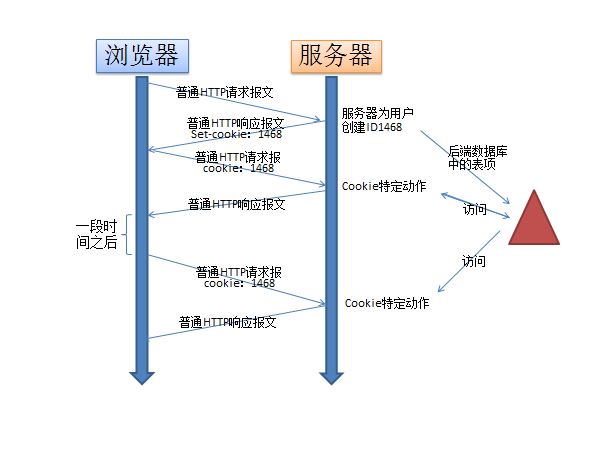 浏览器
服务器
普通HTTP请求报文
服务器为用户
创建ID1468
普通HTTP响应报文
Set-cookie：1468
后端数据库
中的表项
普通HTTP请求报
cookie：1468
Cookie特定动作
普通HTTP响应报文
访问
一段时
间之后
访问
普通HTTP请求报
cookie：1468
Cookie特定动作
普通HTTP响应报文